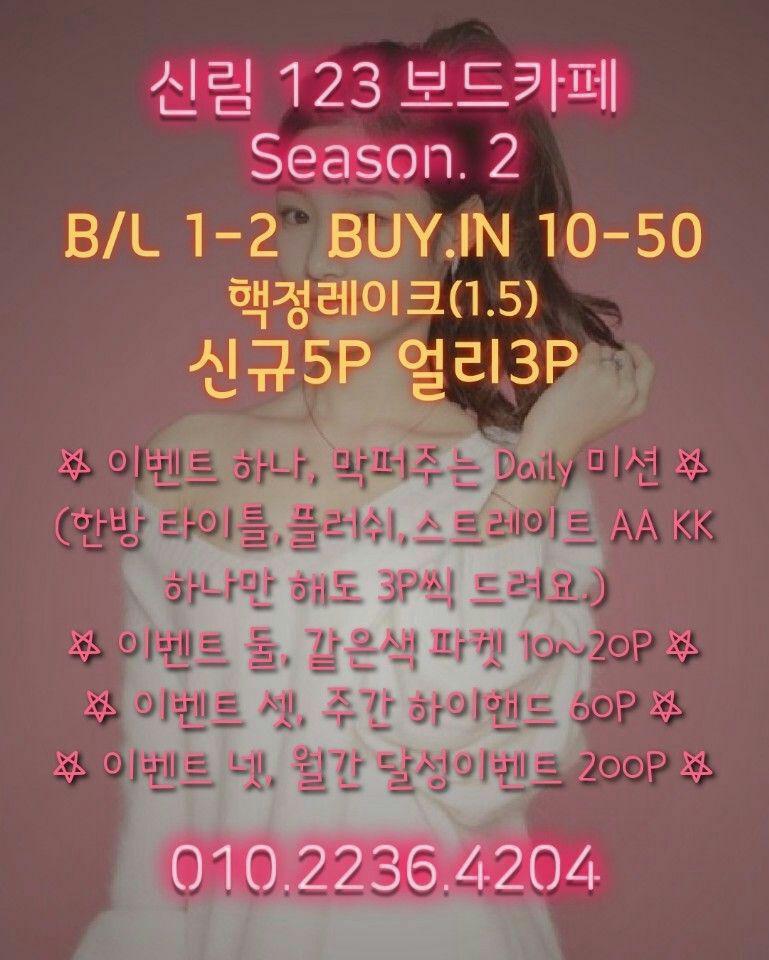 신림 123 보드카페
Season. 2
B/L 1-2 BUY.IN 10-50
핵정레이크(1.5)
신규5P 얼리3P
⛧ 이벤트 하나, 막퍼주는 Daily 미션 ⛧
(한방 타이틀,플러쉬,스트레이트 AA KK
하나만 해도 3P씩 드려요.)
⛧ 이벤트 둘, 같은색 파켓 10~20P ⛧
⛧ 이벤트 셋, 주간 하이핸드 60P ⛧
⛧ 이벤트 넷, 월간 달성이벤트 200P ⛧
010.2236.4204